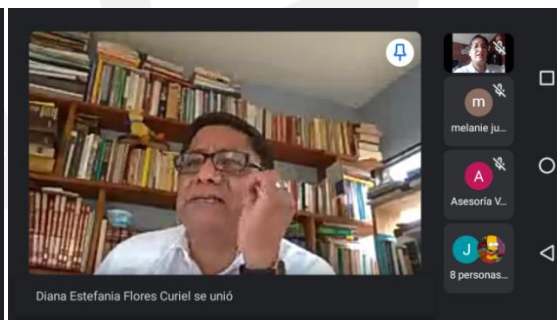 m
melanie ju...
A
Asesoría V...
J
8 personas...
Diana Estefania Flores Curiel se unió